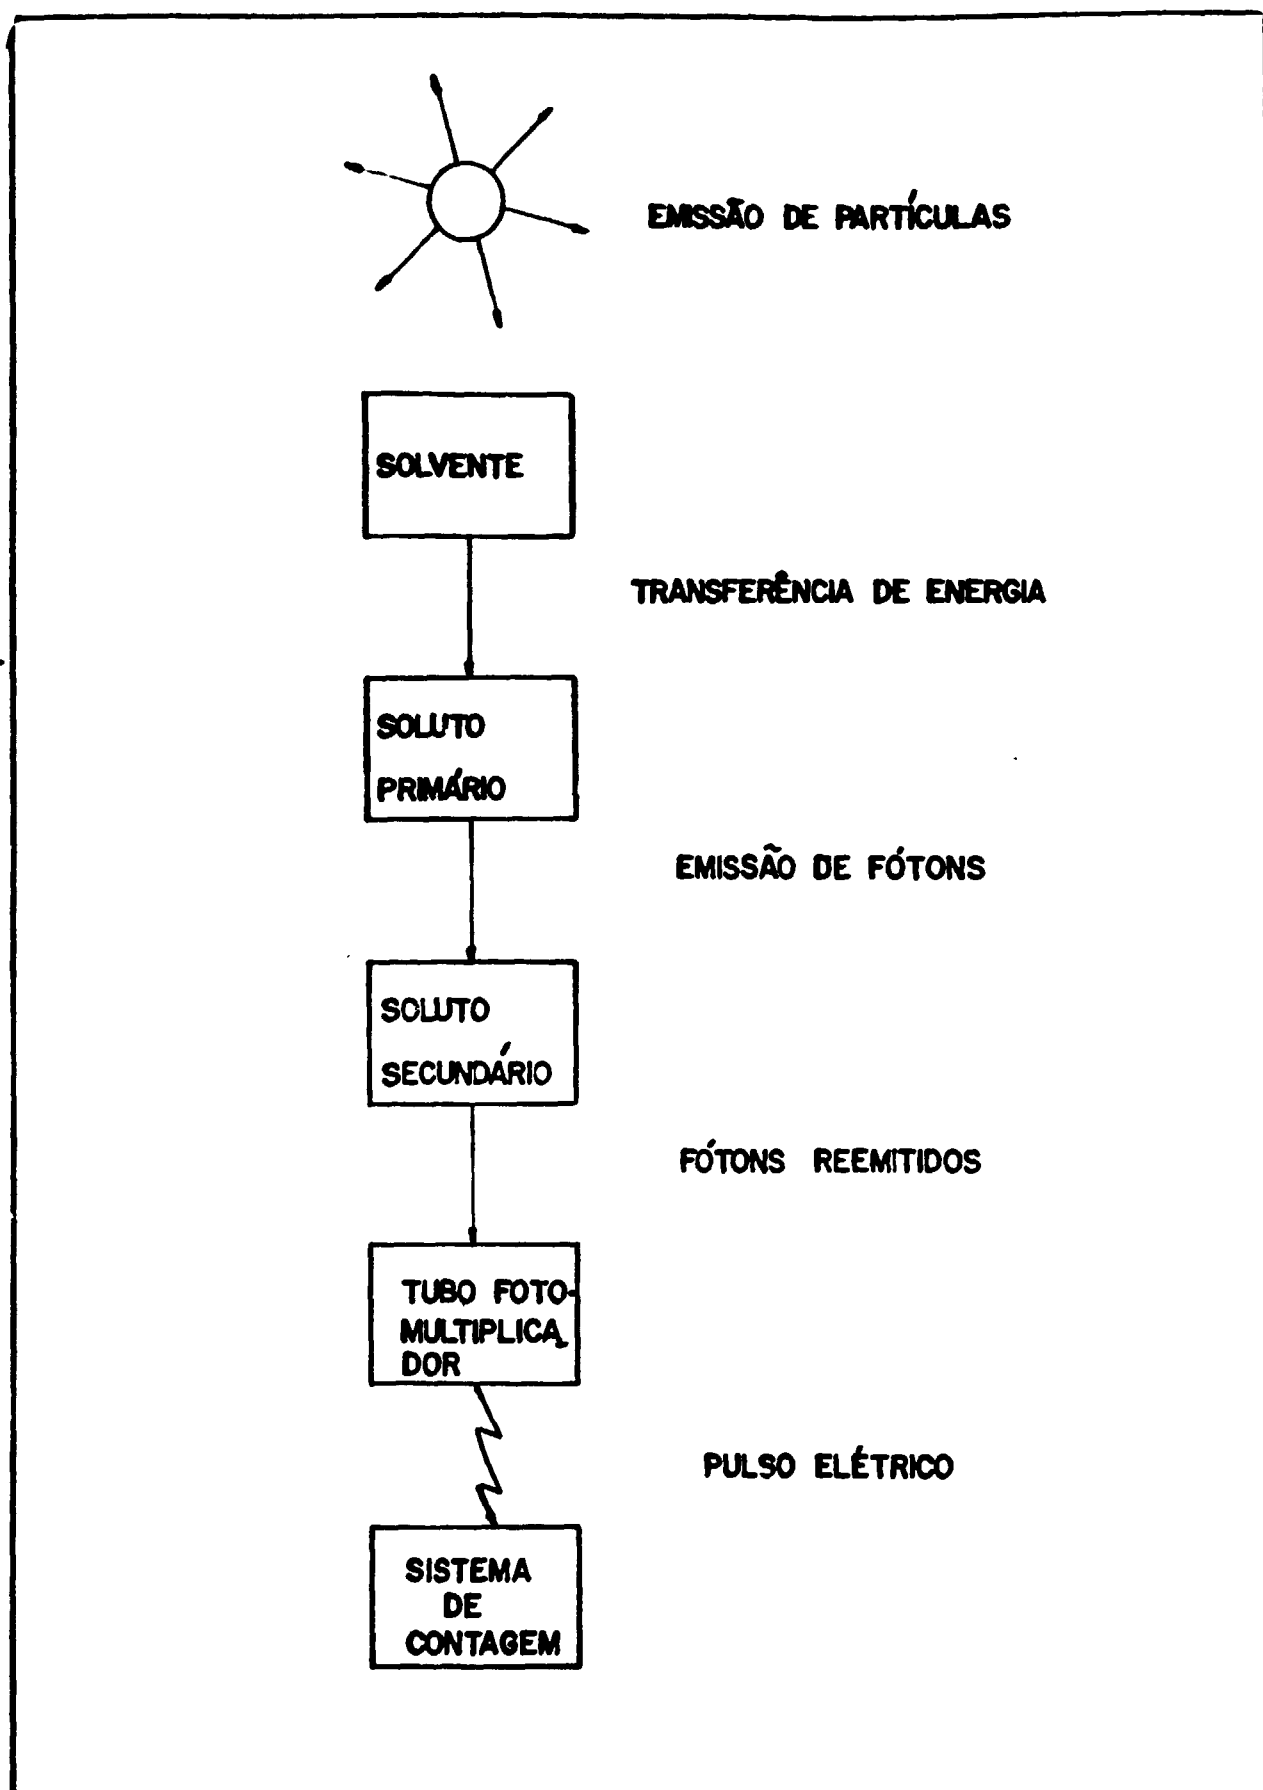 EMISSÃO DE PARTÍCULAS
SOLVENTE
TRANSFERÊNCIA DE ENERGIA
SOLUTO
PRIMÁRIO
EMISSÃO DE FÓTONS
SOLUTO
SECUNDÁRIO
FÓTONS REEMITIDOS
TUBO FOTO-
MULTIPLICA
DOR
PULSO ELÉTRICO
SISTEMA
DE
CONTAGEM